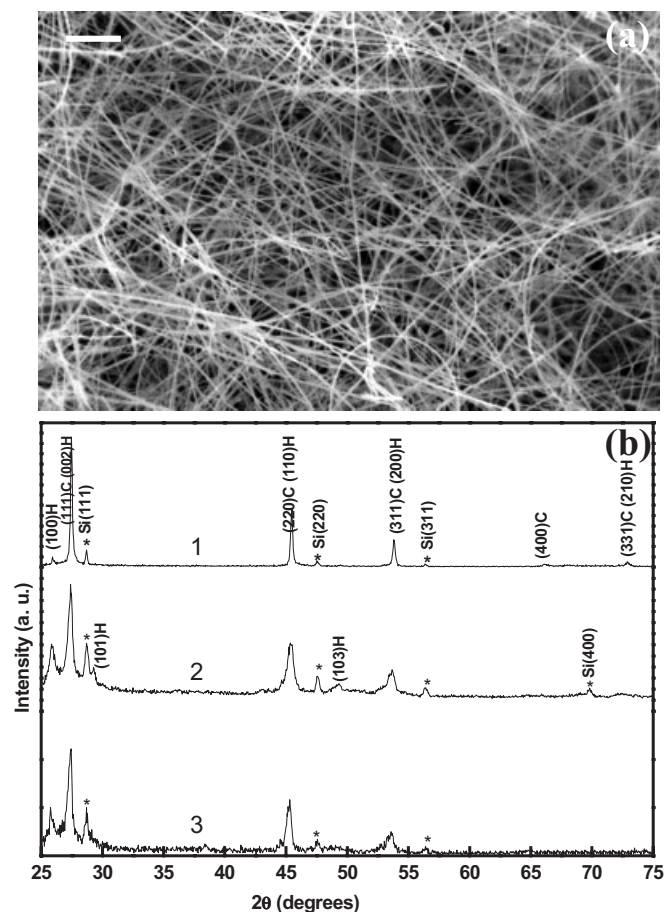 (a)
(b)
(100)H
(111)C (002)H
Si(111)
*
(220)C (110)H
* Si(220)
(311)C (200)H
* Si(311)
(400)C
(331)C (210)H
1
*
(101)H
2
*
(103)H
*
* Si(400)
*
3
*
*
Intensity (a. u.)
25 30 35 40 45 50 55 60 65 70 75
2θ (degrees)